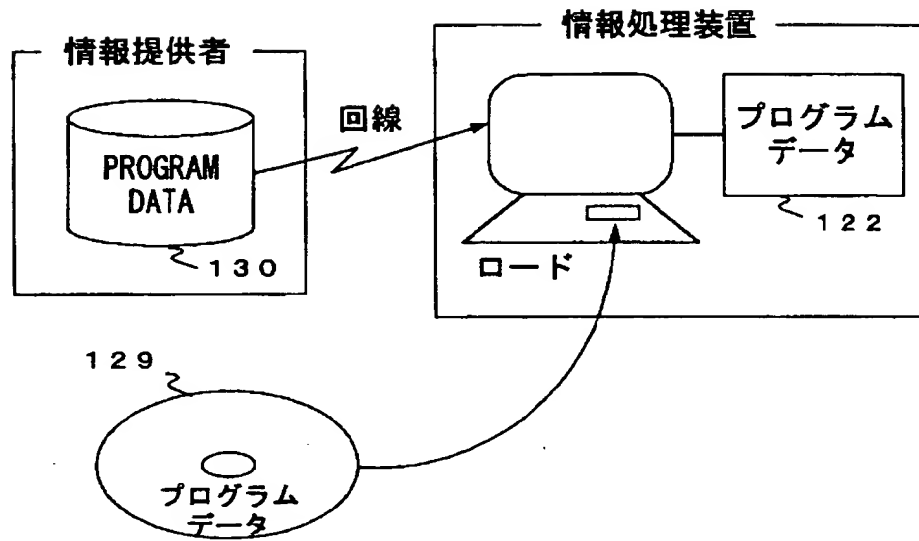 情報提供者
PROGRAM
DATA
130
回線
情報処理装置
プログラム
データ
122
ロード
129
プログラム
データ